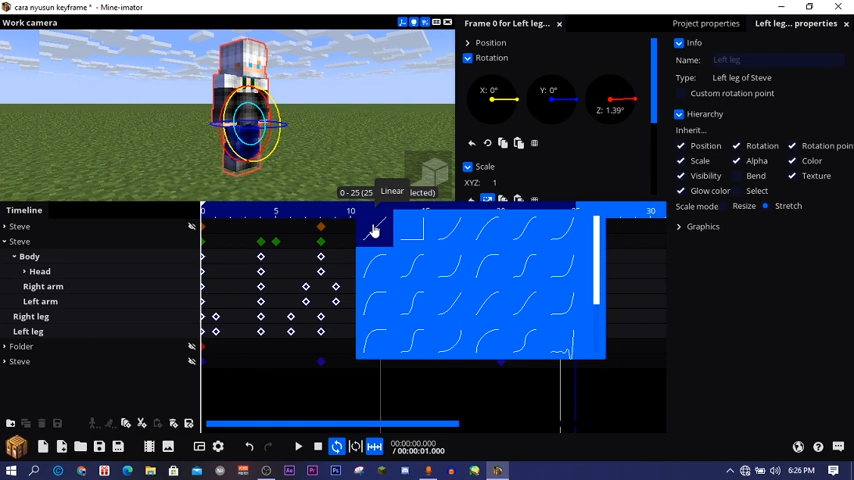 cara nyusun keyframe * - Mine-imator
Work camera
Frame 0 for Left leg...
Position
Rotation
X: 0°
Y: 0°
Z: 1.39°
Scale
XYZ: 1
Project properties
Left leg... properties
Info
Name: Left leg
Type: Left leg of Steve
Custom rotation point
Hierarchy
Inherit...
Position
Rotation
Rotation poin
Scale
Alpha
Color
Visibility
Bend
Texture
Glow color
Select
Scale mode
Resize
Stretch
Graphics
Linear
0 - 25 (25
elected)
Timeline
0
5
10
30
Steve
Steve
Body
Head
Right arm
Left arm
Right leg
Left leg
Folder
Steve
00:00:00.000
/ 00:00:01.000
6:26 PM